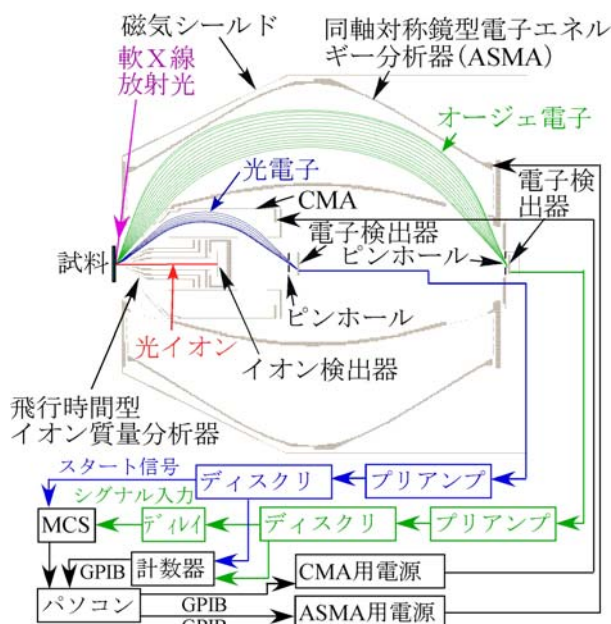 磁気シールド
同軸対称鏡型電子エネル
ギー分析器(ASMA)
軟X線
放射光
オージェ電子
光電子
CMA
電子検
出器
電子検出器
ピンホール
試料
ピンホール
光イオン
イオン検出器
飛行時間型
イオン質量分析器
スタート信号
ディスクリ
プリアンプ
シグナル入力
MCS
ディレイ
ディスクリ
プリアンプ
GPIB
計数器
CMA用電源
パソコン
GPIB
ASMA用電源
GPIB